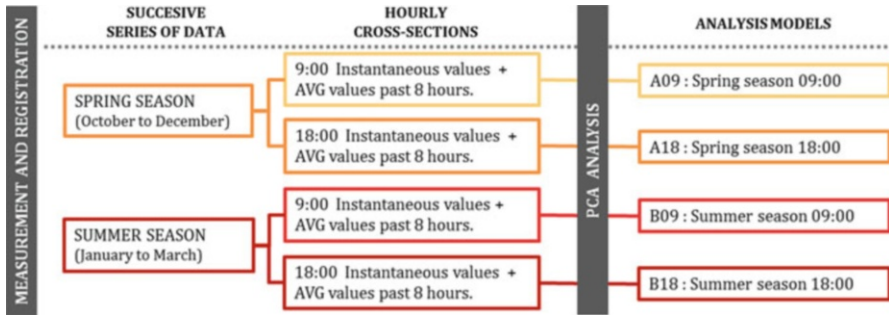 MEASUREMENT AND REGISTRATION
SUCCESIVE
SERIES OF DATA
HOURLY
CROSS-SECTIONS
ANALYSIS MODELS
SPRING SEASON
(October to December)
9:00 Instantaneous values +
AVG values past 8 hours.
18:00 Instantaneous values +
AVG values past 8 hours.
SUMMER SEASON
(January to March)
9:00 Instantaneous values +
AVG values past 8 hours.
18:00 Instantaneous values +
AVG values past 8 hours.
PCA ANALYSIS
A09 : Spring season 09:00
A18 : Spring season 18:00
B09 : Summer season 09:00
B18 : Summer season 18:00